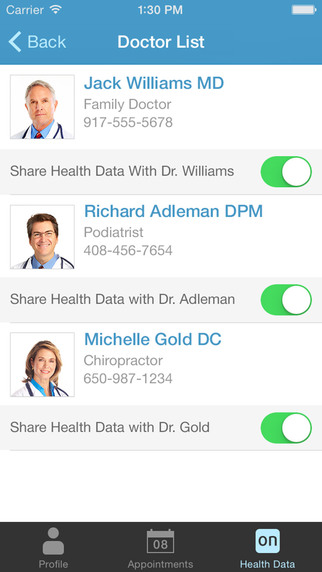 Carrier 1:30 PM
Back Doctor List
Jack Williams MD
Family Doctor
917-555-5678
Share Health Data With Dr. Williams
Richard Adleman DPM
Podiatrist
408-456-7654
Share Health Data with Dr. Adleman
Michelle Gold DC
Chiropractor
650-987-1234
Share Health Data with Dr. Gold
08 on
Profile Appointments Health Data